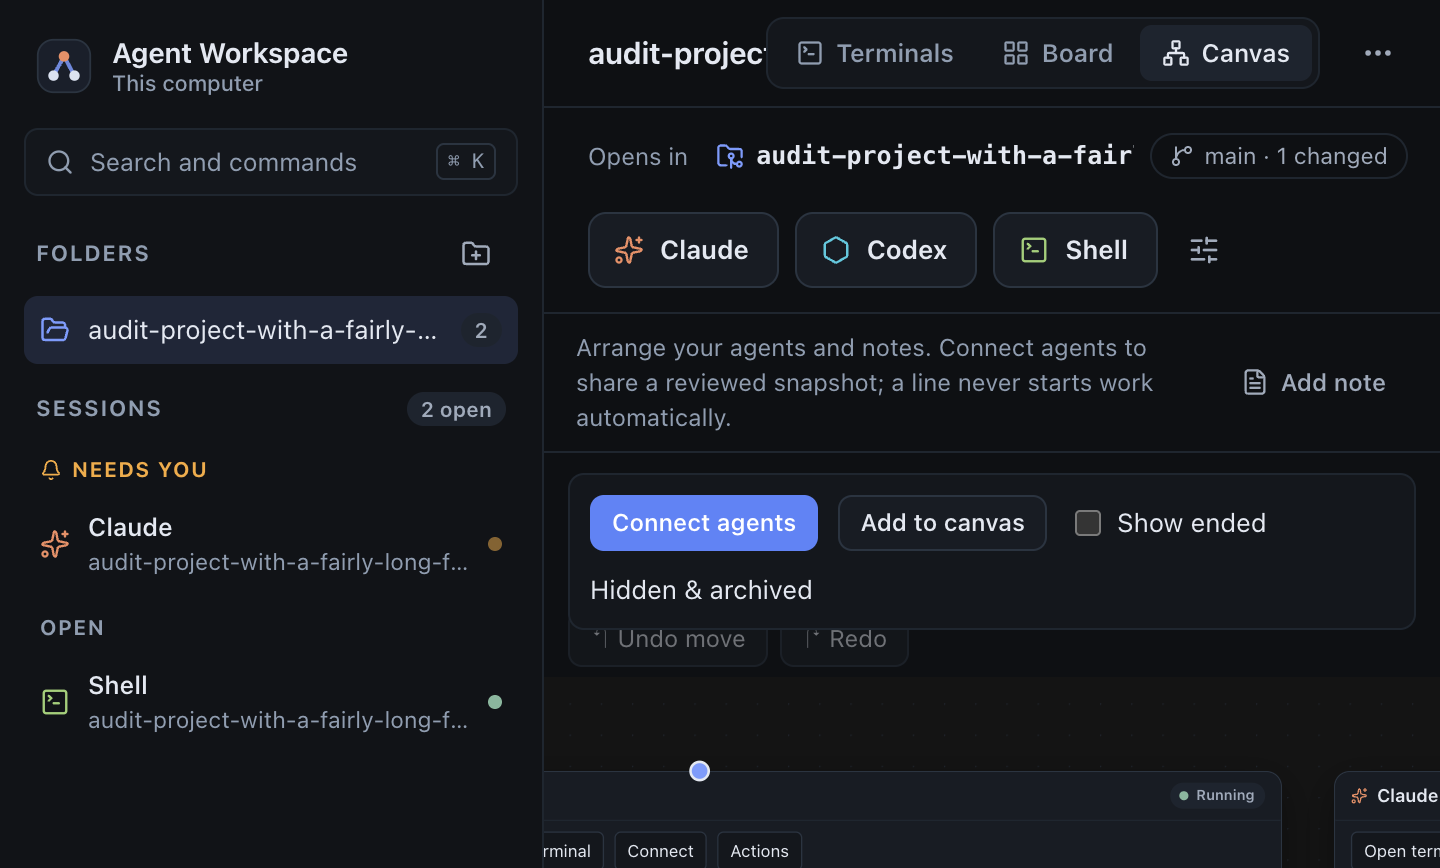 Agent Workspace
This computer
Search and commands
⌘ K
FOLDERS
audit-project-with-a-fairly-...
2
SESSIONS
2 open
NEEDS YOU
Claude
audit-project-with-a-fairly-long-f...
OPEN
Shell
audit-project-with-a-fairly-long-f...
audit-project
Terminals
Board
Canvas
Opens in
audit-project-with-a-fair
main · 1 changed
Claude
Codex
Shell
Arrange your agents and notes. Connect agents to
share a reviewed snapshot; a line never starts work
automatically.
Add note
Connect agents
Add to canvas
Show ended
Hidden & archived
Undo move
Redo
Running
rminal
Connect
Actions
Claude
Open term